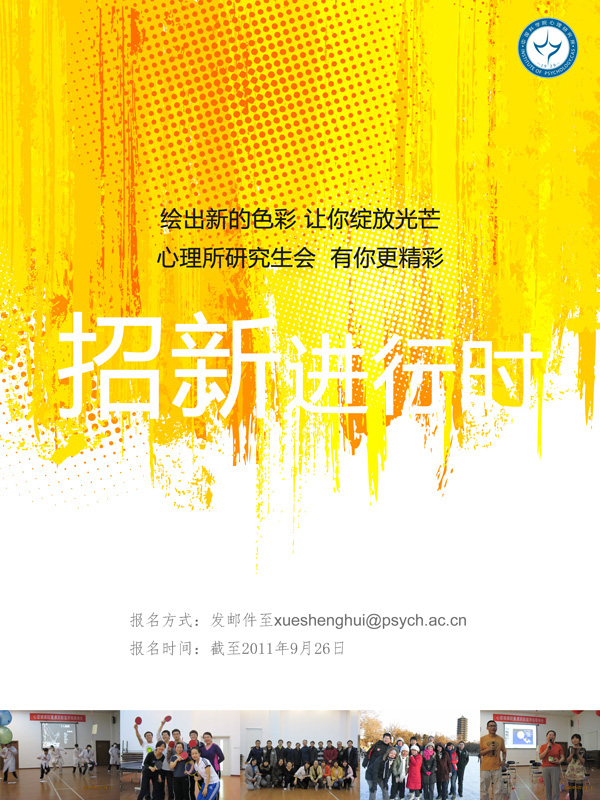 中国科学院心理研究所
INSTITUTE OF PSYCHOLOGY,CAS
绘出新的色彩 让你绽放光芒
心理所研究生会 有你更精彩
招新进行时
报名方式：发邮件至xueshenghui@psych.ac.cn
报名时间：截至2011年9月26日